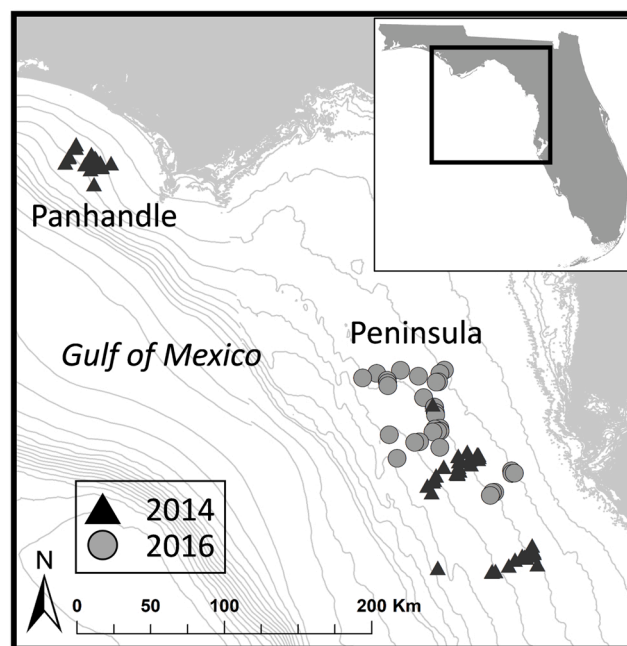 Panhandle
Peninsula
Gulf of Mexico
2014
2016
N
0 50 100 200 Km